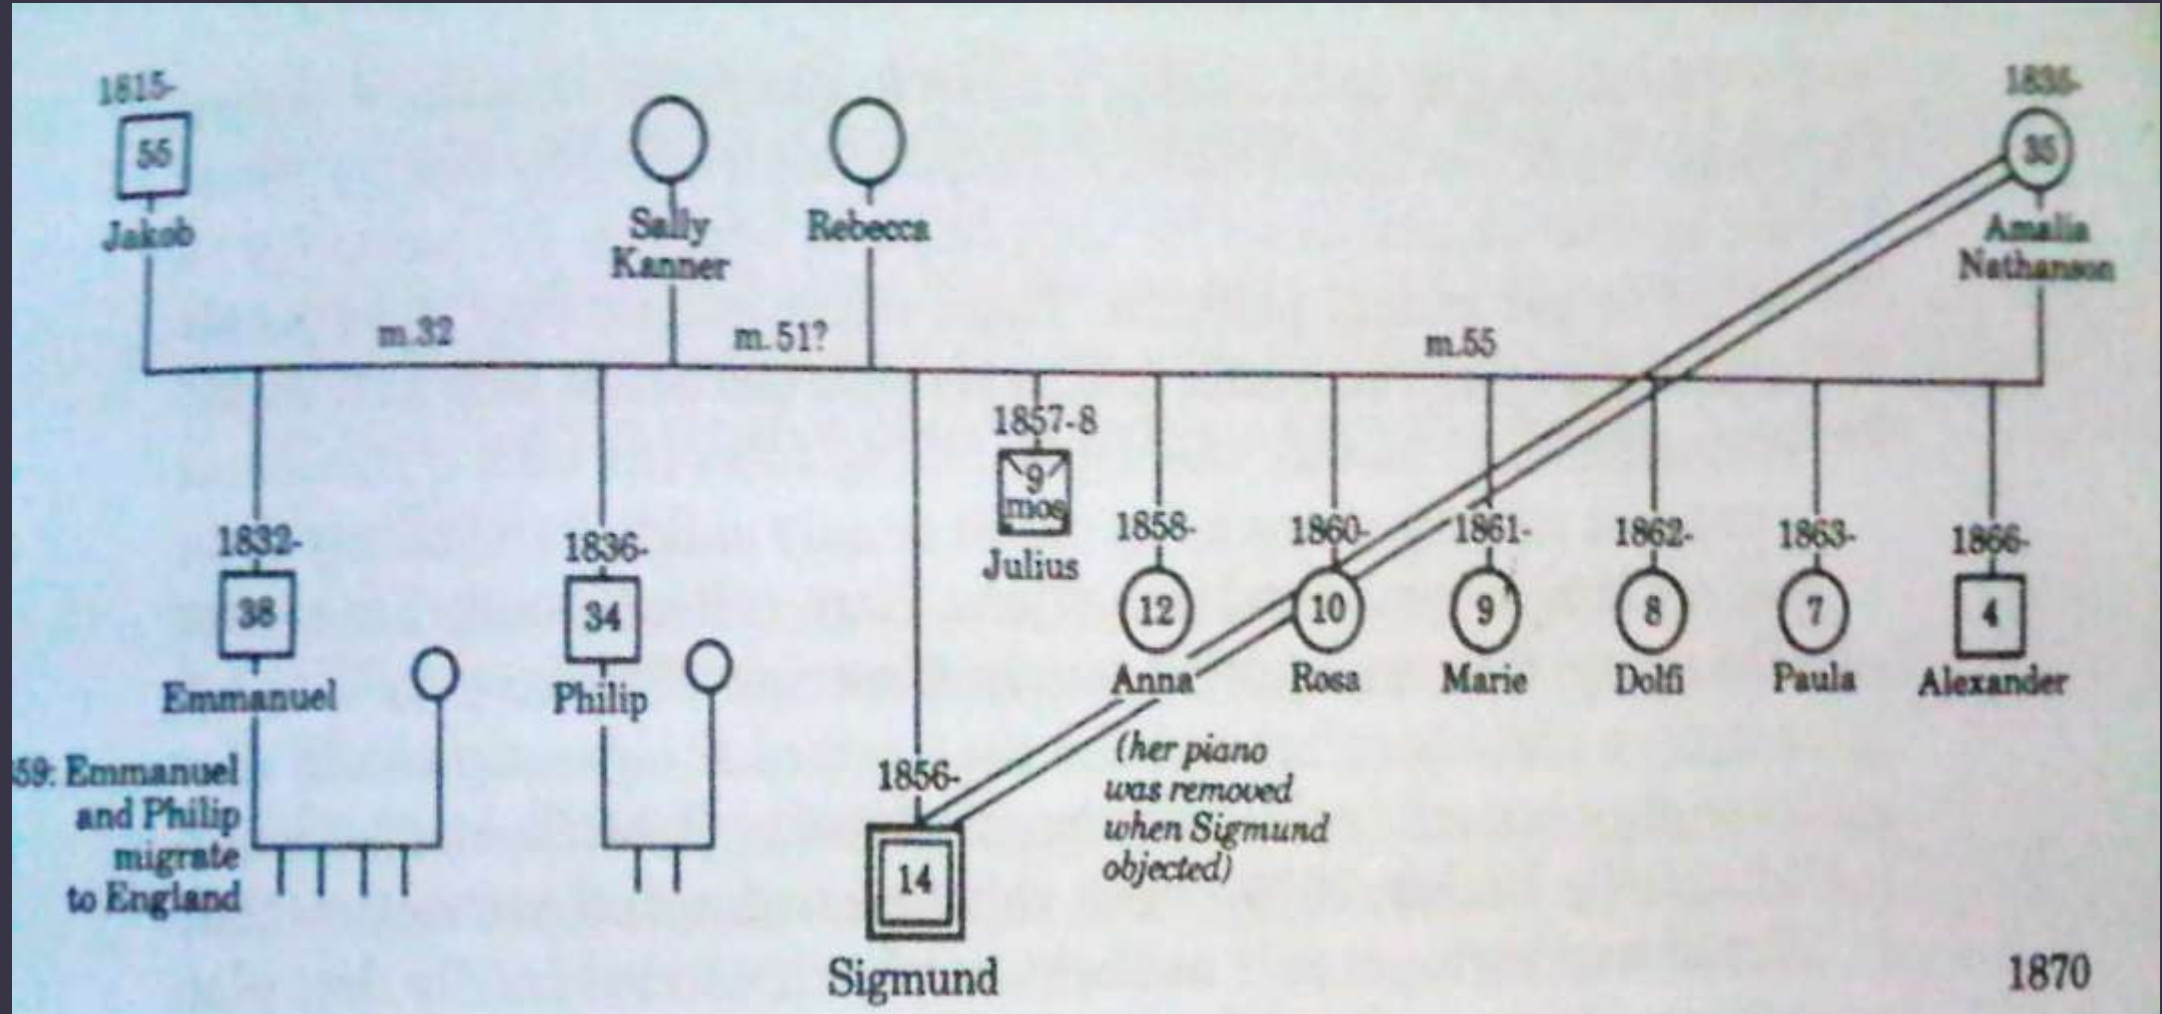 1815-
55
Jakob
Sally
Kanner
Rebecca
1835-
35
Amalia
Nathanson
m.32
m.51?
m.55
1832-
38
Emmanuel
1836-
34
Philip
1856-
14
Sigmund
1857-8
9
mos
Julius
1858-
12
Anna
(her piano
was removed
when Sigmund
objected)
1860-
10
Rosa
1861-
9
Marie
1862-
8
Dolfi
1863-
7
Paula
1866-
4
Alexander
59: Emmanuel
and Philip
migrate
to England
1870